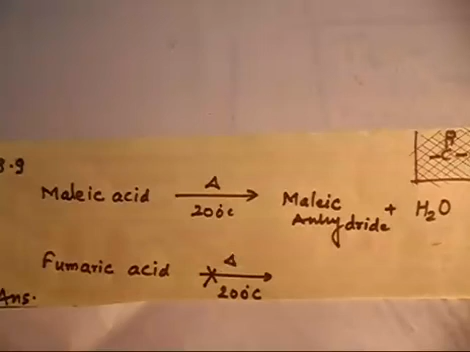 3.9
Maleic acid —Δ→ Maleic + H₂O
200°c Anhydride
Fumaric acid —Δ→
200°C
Ans.